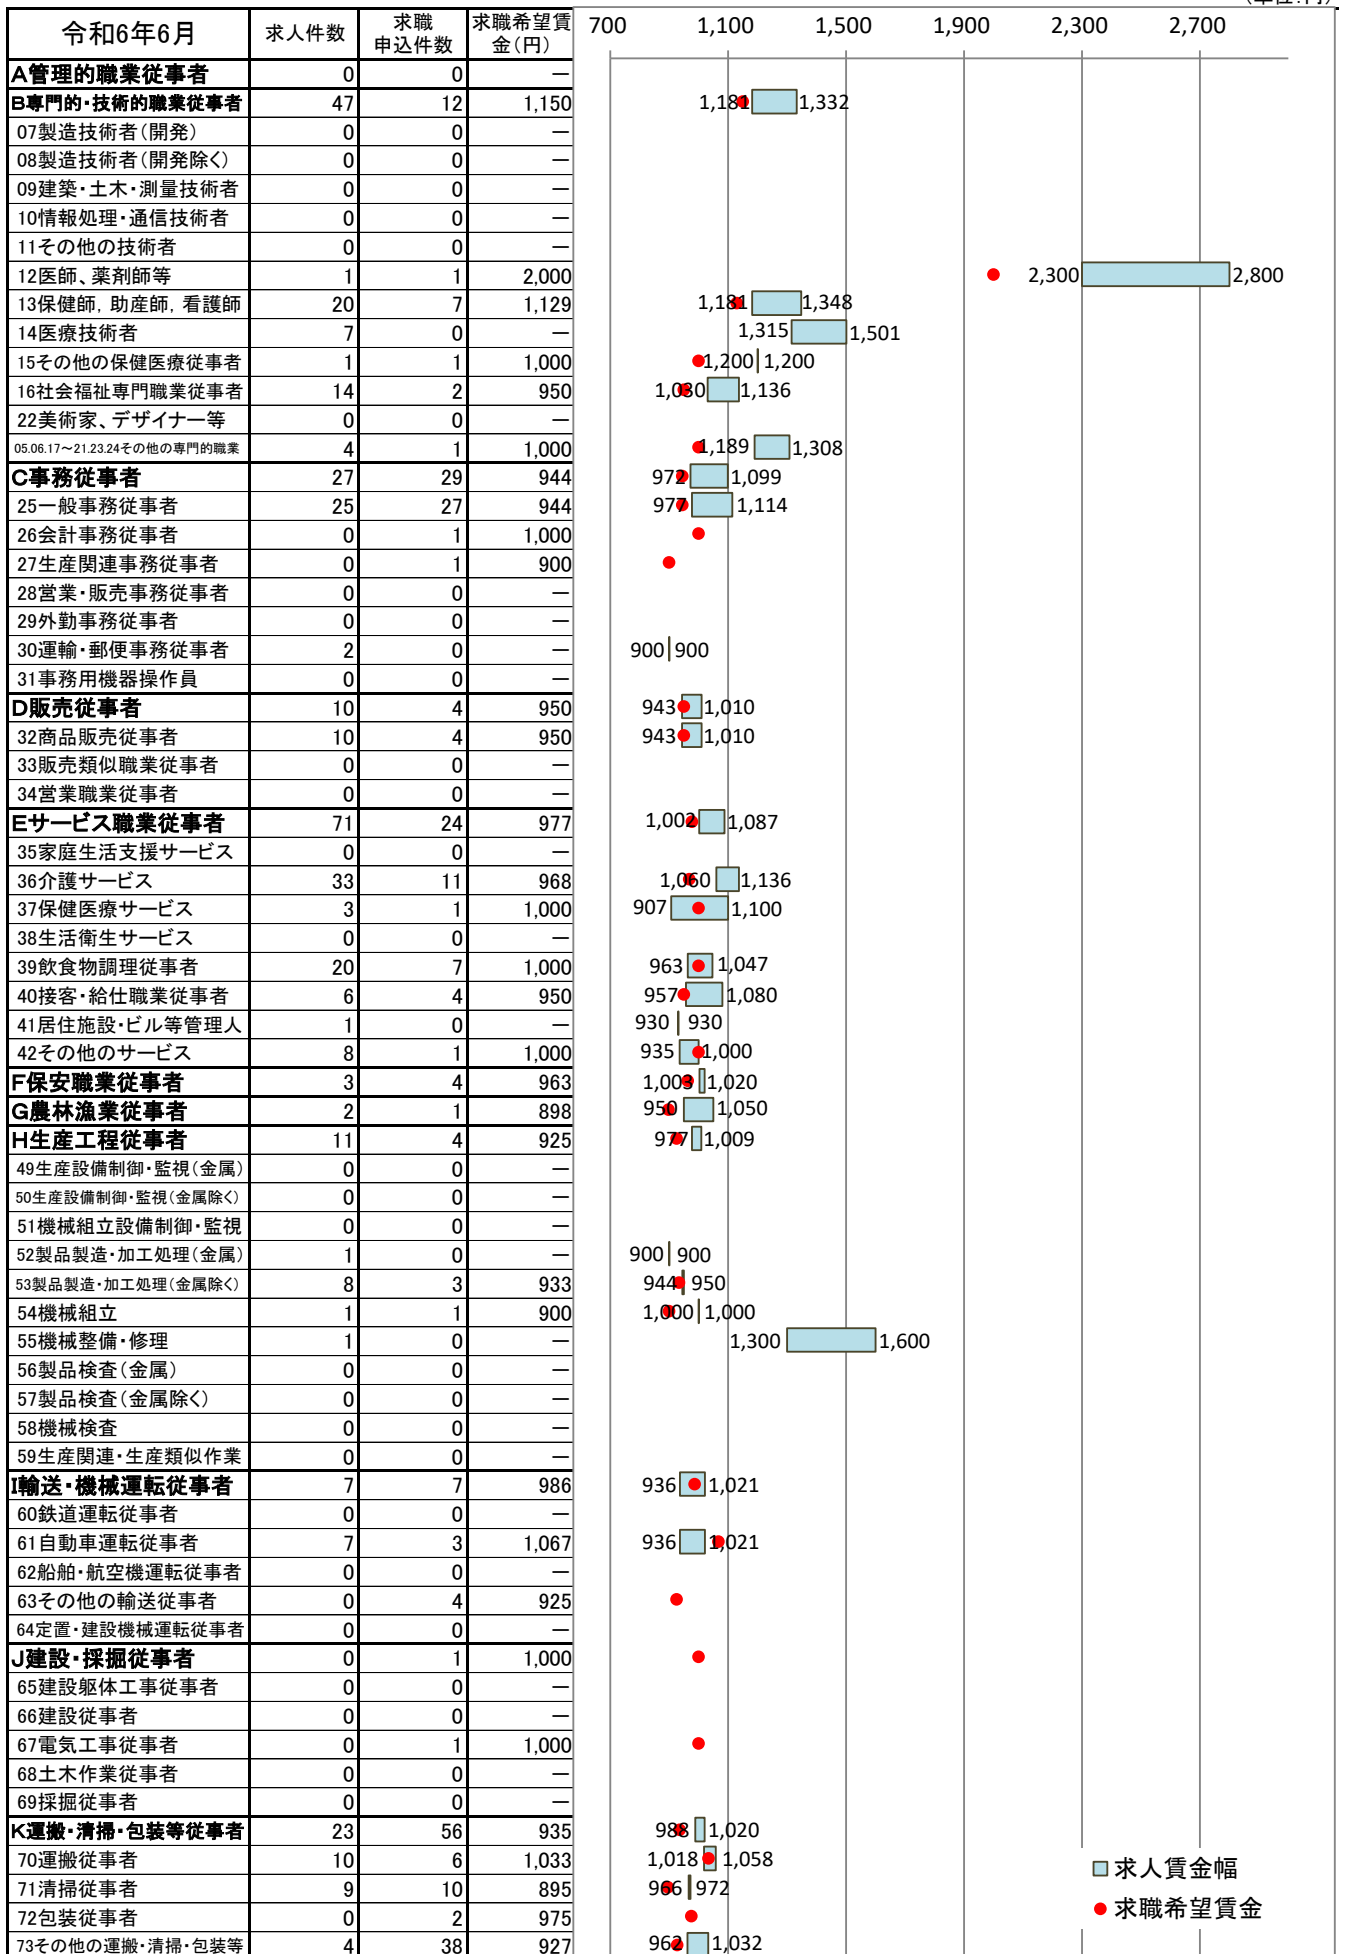 令和6年6月 求人件数 求職申込件数 求職希望賃金(円) 700 1,100 1,500 1,900 2,300 2,700
A管理的職業従事者 0 0 ―
B専門的・技術的職業従事者 47 12 1,150 1,181 1,332
07製造技術者(開発) 0 0 ―
08製造技術者(開発除く) 0 0 ―
09建築・土木・測量技術者 0 0 ―
10情報処理・通信技術者 0 0 ―
11その他の技術者 0 0 ―
12医師、薬剤師等 1 1 2,000 2,300 2,800
13保健師, 助産師, 看護師 20 7 1,129 1,181 1,348
14医療技術者 7 0 ― 1,315 1,501
15その他の保健医療従事者 1 1 1,000 1,200 1,200
16社会福祉専門職業従事者 14 2 950 1,030 1,136
22美術家、デザイナー等 0 0 ―
05.06.17～21.23.24その他の専門的職業 4 1 1,000 1,189 1,308
C事務従事者 27 29 944 972 1,099
25一般事務従事者 25 27 944 977 1,114
26会計事務従事者 0 1 1,000
27生産関連事務従事者 0 1 900
28営業・販売事務従事者 0 0 ―
29外勤事務従事者 0 0 ―
30運輸・郵便事務従事者 2 0 ― 900 900
31事務用機器操作員 0 0 ―
D販売従事者 10 4 950 943 1,010
32商品販売従事者 10 4 950 943 1,010
33販売類似職業従事者 0 0 ―
34営業職業従事者 0 0 ―
Eサービス職業従事者 71 24 977 1,002 1,087
35家庭生活支援サービス 0 0 ―
36介護サービス 33 11 968 1,060 1,136
37保健医療サービス 3 1 1,000 907 1,100
38生活衛生サービス 0 0 ―
39飲食物調理従事者 20 7 1,000 963 1,047
40接客・給仕職業従事者 6 4 950 957 1,080
41居住施設・ビル等管理人 1 0 ― 930 930
42その他のサービス 8 1 1,000 935 1,000
F保安職業従事者 3 4 963 1,003 1,020
G農林漁業従事者 2 1 898 950 1,050
H生産工程従事者 11 4 925 977 1,009
49生産設備制御・監視(金属) 0 0 ―
50生産設備制御・監視(金属除く) 0 0 ―
51機械組立設備制御・監視 0 0 ―
52製品製造・加工処理(金属) 1 0 ― 900 900
53製品製造・加工処理(金属除く) 8 3 933 944 950
54機械組立 1 1 900 1,000 1,000
55機械整備・修理 1 0 ― 1,300 1,600
56製品検査(金属) 0 0 ―
57製品検査(金属除く) 0 0 ―
58機械検査 0 0 ―
59生産関連・生産類似作業 0 0 ―
I輸送・機械運転従事者 7 7 986 936 1,021
60鉄道運転従事者 0 0 ―
61自動車運転従事者 7 3 1,067 936 1,021
62船舶・航空機運転従事者 0 0 ―
63その他の輸送従事者 0 4 925
64定置・建設機械運転従事者 0 0 ―
J建設・採掘従事者 0 1 1,000
65建設躯体工事従事者 0 0 ―
66建設従事者 0 0 ―
67電気工事従事者 0 1 1,000
68土木作業従事者 0 0 ―
69採掘従事者 0 0 ―
K運搬・清掃・包装等従事者 23 56 935 988 1,020
70運搬従事者 10 6 1,033 1,018 1,058
71清掃従事者 9 10 895 966 972
72包装従事者 0 2 975
73その他の運搬・清掃・包装等 4 38 927 962 1,032
求人賃金幅
求職希望賃金